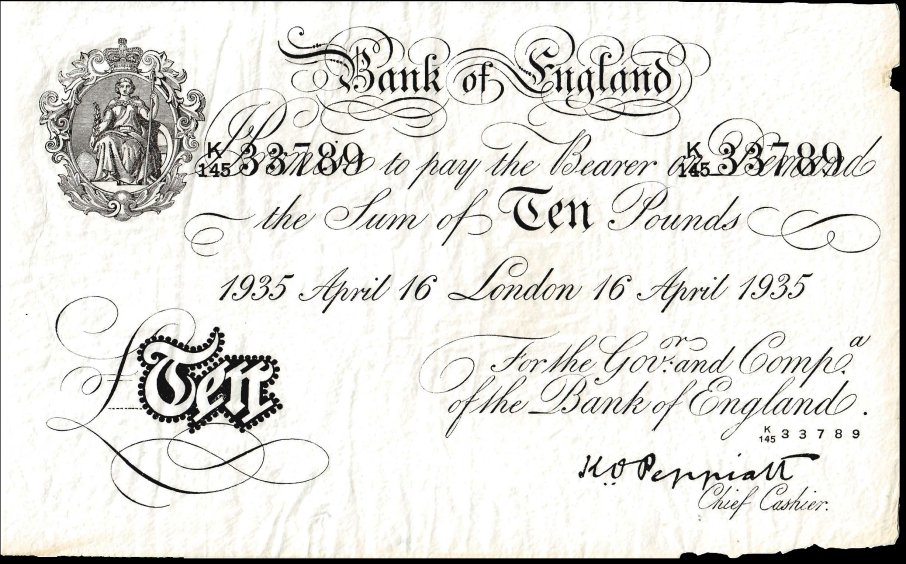 Bank of England
K
145 33789 K
145 33789
I Promise to pay the Bearer on Demand
the Sum of Ten Pounds
1935 April 16 London 16 April 1935
£ Ten
For the Govr. and Compa.
of the Bank of England.
K
145 33789
K.O Peppiatt
Chief Cashier.